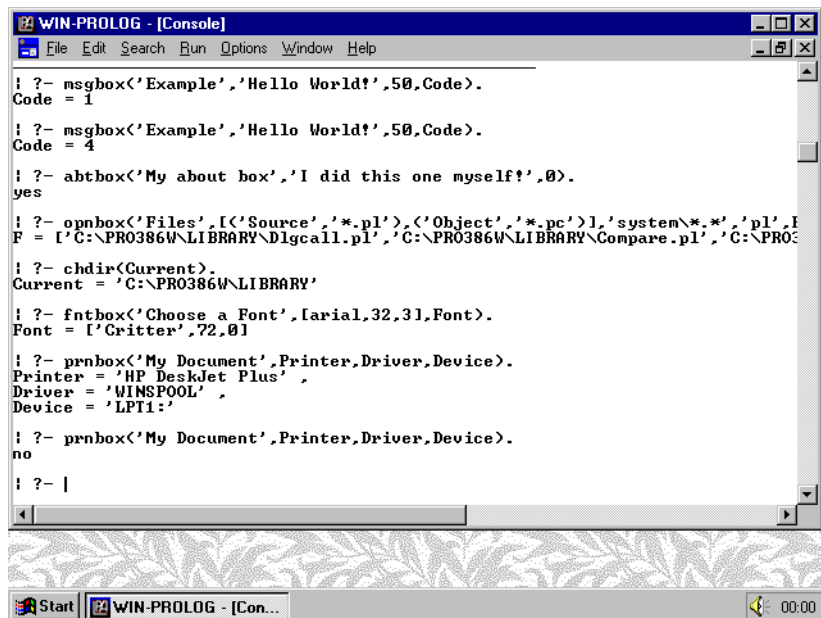 WIN-PROLOG - [Console]
File Edit Search Run Options Window Help
| ?- msgbox('Example','Hello World!',50,Code).
Code = 1
| ?- msgbox('Example','Hello World!',50,Code).
Code = 4
| ?- abtbox('My about box','I did this one myself!',0).
yes
| ?- opnbox('Files',[('Source','*.pl'),('Object','*.pc')],'system\*.*','pl',F
F = ['C:\PRO386W\LIBRARY\Dlgcall.pl','C:\PRO386W\LIBRARY\Compare.pl','C:\PRO3
| ?- chdir(Current).
Current = 'C:\PRO386W\LIBRARY'
| ?- fntbox('Choose a Font',[arial,32,3],Font).
Font = ['Critter',72,0]
| ?- prnbox('My Document',Printer,Driver,Device).
Printer = 'HP DeskJet Plus' ,
Driver = 'WINSPOOL' ,
Device = 'LPT1:'
| ?- prnbox('My Document',Printer,Driver,Device).
no
| ?- |
Start WIN-PROLOG - [Con... 00:00